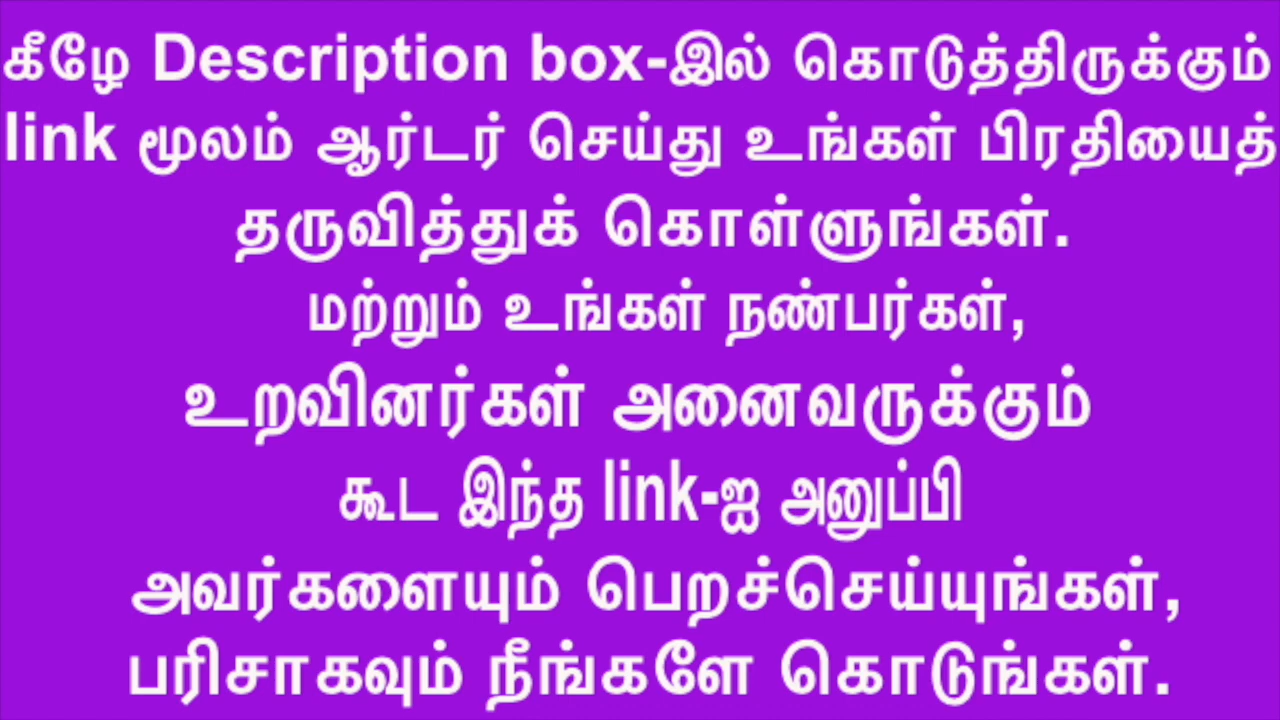 கீழே Description box-இல் கொடுத்திருக்கும்
link மூலம் ஆர்டர் செய்து உங்கள் பிரதியைத்
தருவித்துக் கொள்ளுங்கள்.
மற்றும் உங்கள் நண்பர்கள்,
உறவினர்கள் அனைவருக்கும்
கூட இந்த link-ஐ அனுப்பி
அவர்களையும் பெறச்செய்யுங்கள்,
பரிசாகவும் நீங்களே கொடுங்கள்.